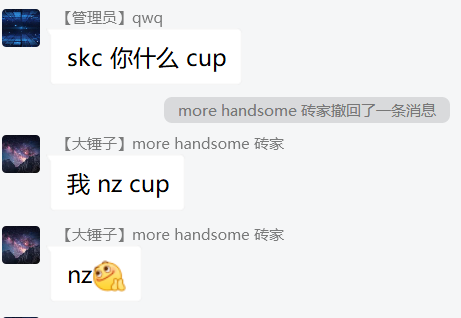 【管理员】qwq
skc 你什么 cup
more handsome 砖家撤回了一条消息
【大锤子】more handsome 砖家
我 nz cup
【大锤子】more handsome 砖家
nz